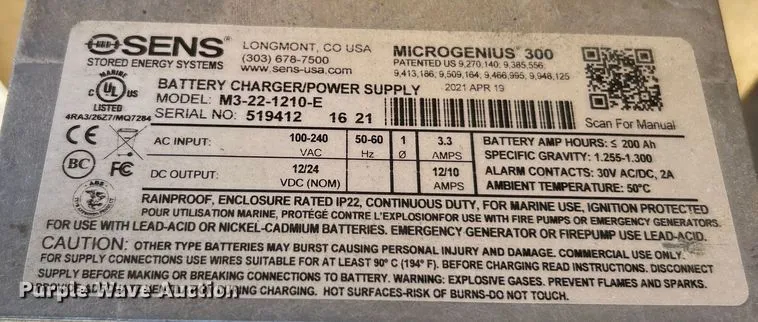 SENS
STORED ENERGY SYSTEMS
LONGMONT, CO USA
(303) 678-7500
www.sens-usa.com
MICROGENIUS® 300
PATENTED US 9,270,140; 9,385,556;
9,413,186; 9,509,164; 9,466,995; 9,948,125
2021 APR 19
MARINE
C UL US
LISTED
4RA3/26Z7/MQ7284
BATTERY CHARGER/POWER SUPPLY
MODEL: M3-22-1210-E
SERIAL NO: 519412 16 21
Scan For Manual
AC INPUT: 100-240 50-60 1 3.3
VAC Hz Ø AMPS
DC OUTPUT: 12/24 12/10
VDC (NOM) AMPS
BATTERY AMP HOURS: ≤ 200 Ah
SPECIFIC GRAVITY: 1.255-1.300
ALARM CONTACTS: 30V AC/DC, 2A
AMBIENT TEMPERATURE: 50°C
CE
BC
FC
ABS
RAINPROOF, ENCLOSURE RATED IP22, CONTINUOUS DUTY, FOR MARINE USE, IGNITION PROTECTED
POUR UTILISATION MARINE, PROTÉGÉ CONTRE L'EXPLOSIONFOR USE WITH FIRE PUMPS OR EMERGENCY GENERATORS
FOR USE WITH LEAD-ACID OR NICKEL-CADMIUM BATTERIES. EMERGENCY GENERATOR OR FIREPUMP USE LEAD-ACID.
CAUTION: OTHER TYPE BATTERIES MAY BURST CAUSING PERSONAL INJURY AND DAMAGE. COMMERCIAL USE ONLY.
FOR SUPPLY CONNECTIONS USE WIRES SUITABLE FOR AT LEAST 90°C (194°F). BEFORE CHARGING READ INSTRUCTIONS. DISCONNECT
SUPPLY BEFORE MAKING OR BREAKING CONNECTIONS TO BATTERY. WARNING: EXPLOSIVE GASES. PREVENT FLAMES AND SPARKS.
DURING CHARGING. HOT SURFACES-RISK OF BURNS-DO NOT TOUCH.
Purple Wave Auction